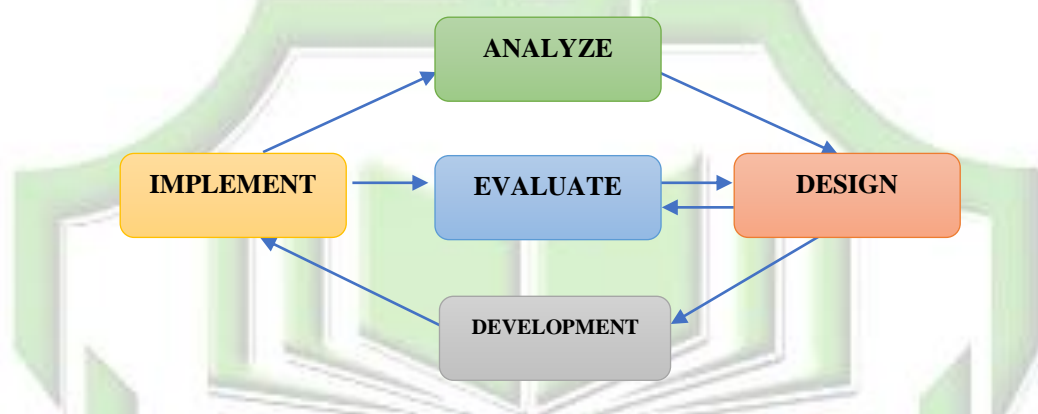 ANALYZE
IMPLEMENT
EVALUATE
DESIGN
DEVELOPMENT